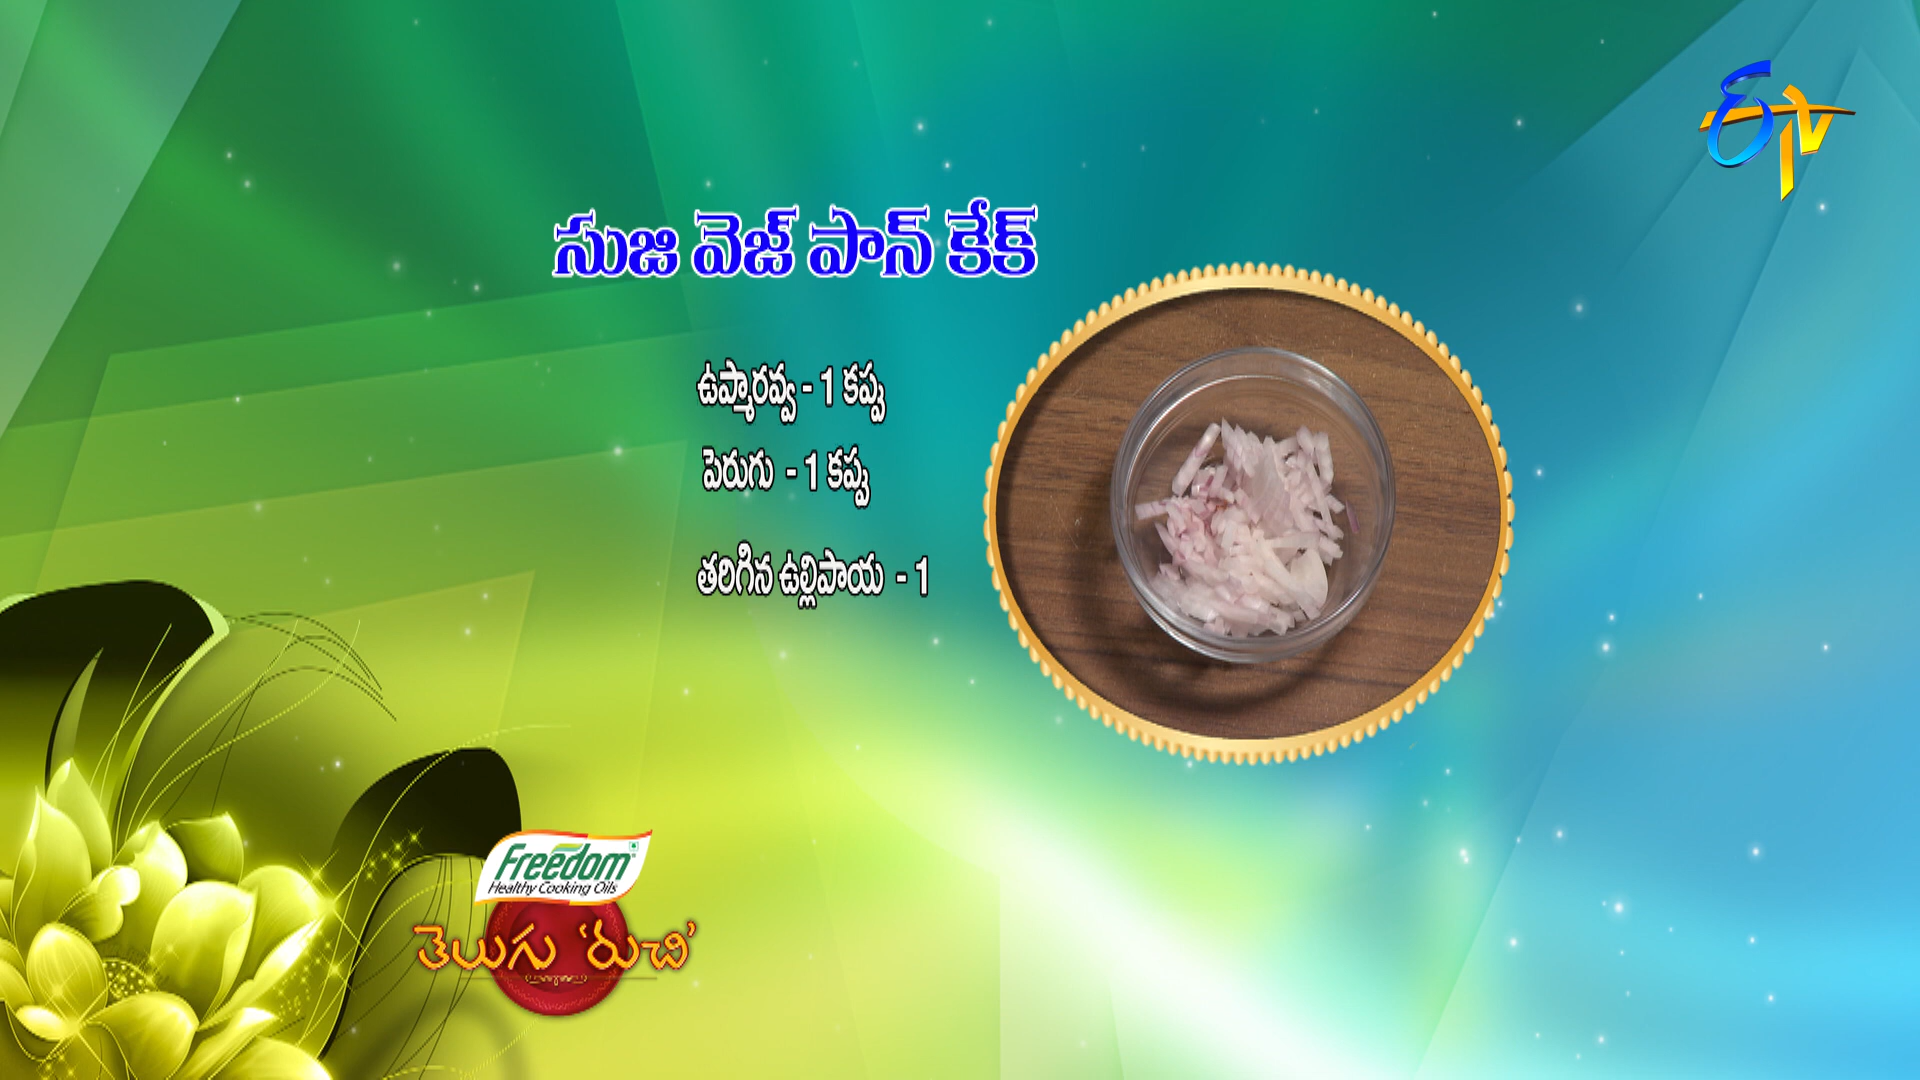 ETV
సుజి వెజ్ పాన్ కేక్
ఉప్మారవ్వ - 1 కప్పు
పెరుగు - 1 కప్పు
తరిగిన ఉల్లిపాయ - 1
Freedom
Healthy Cooking Oils
తెలుగు 'రుచి'